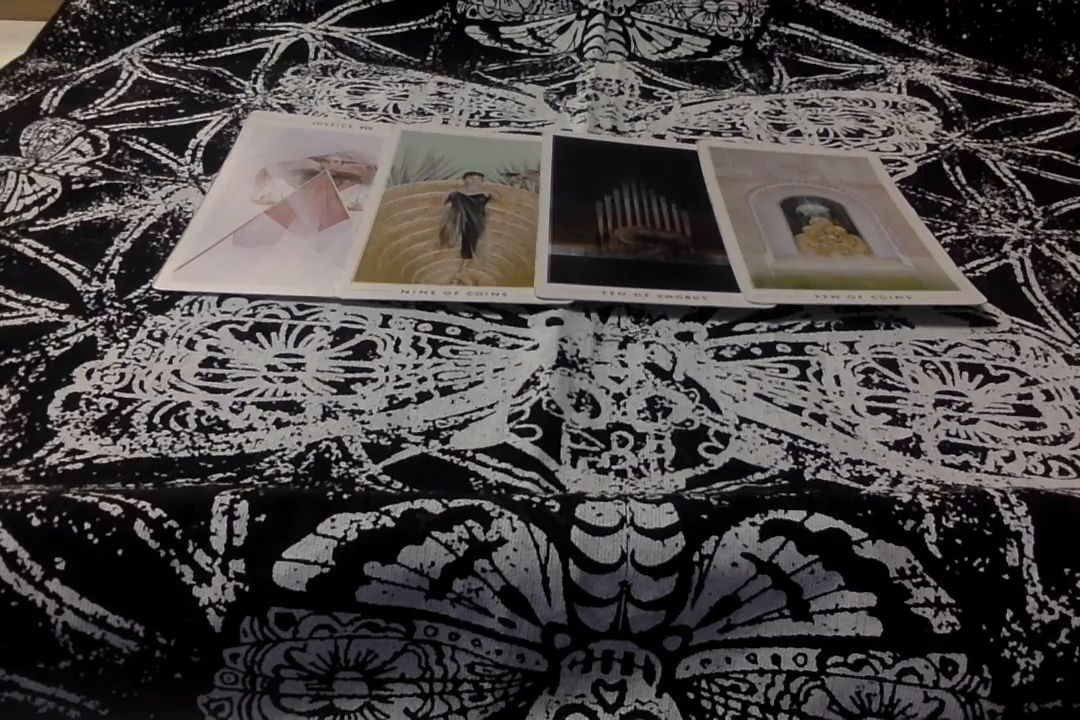 JUSTICE VIII
NINE OF COINS
TEN OF SWORDS
TEN OF COINS